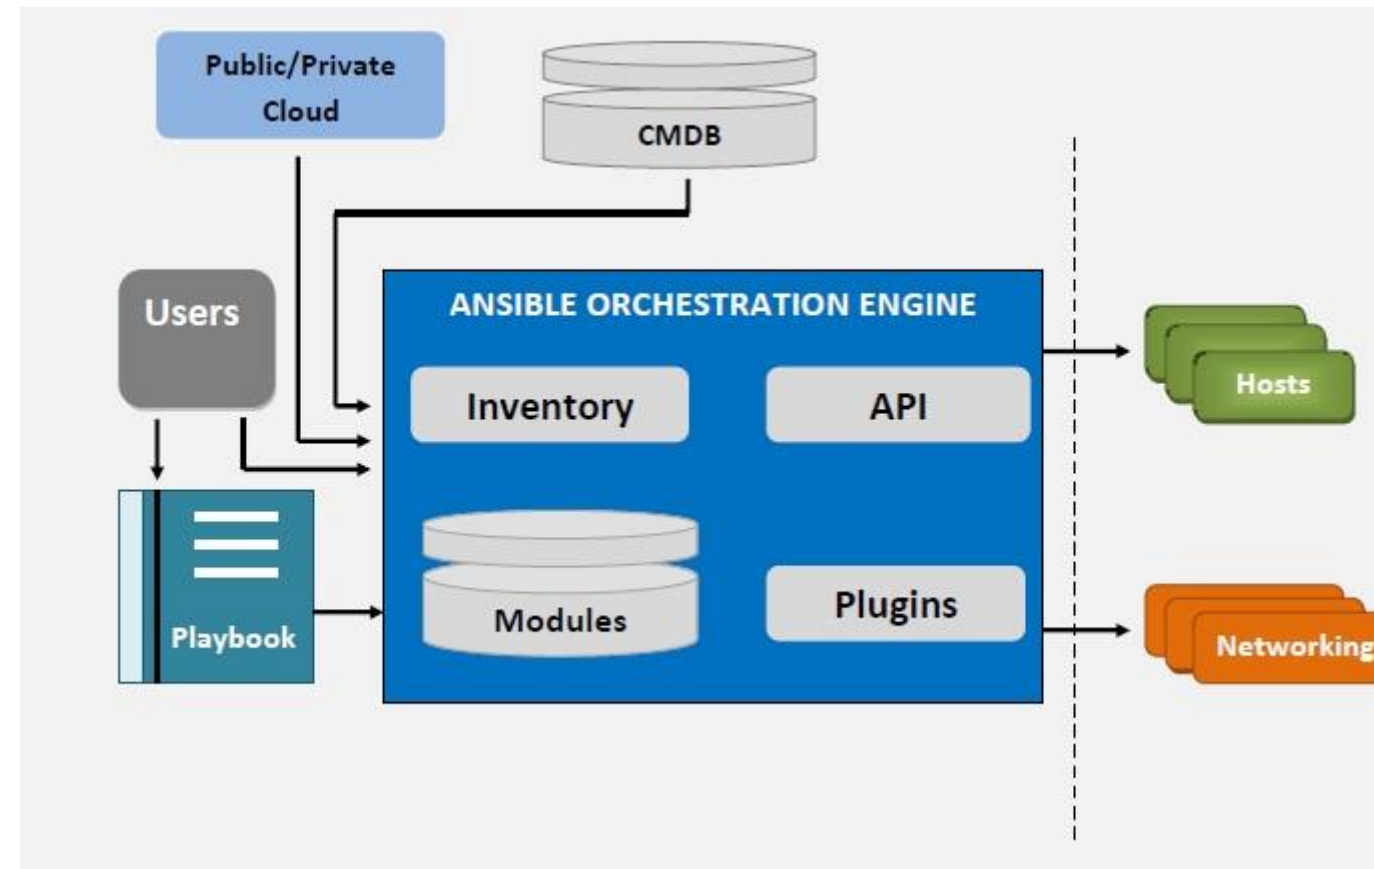 Public/Private
Cloud
CMDB
Users
ANSIBLE ORCHESTRATION ENGINE
Inventory
API
Hosts
Modules
Plugins
Playbook
Networking